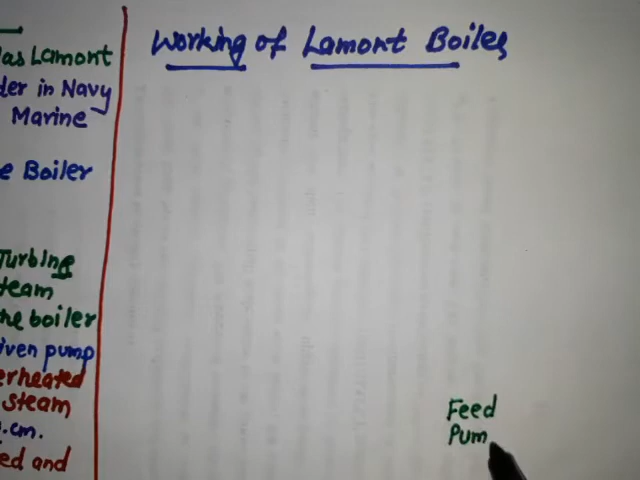 Working of Lamont Boiler
as Lamont
der in Navy
Marine
e Boiler
Turbine
team
he boiler
iven pump
erheated
steam
.cm.
ed and
Feed
Pum